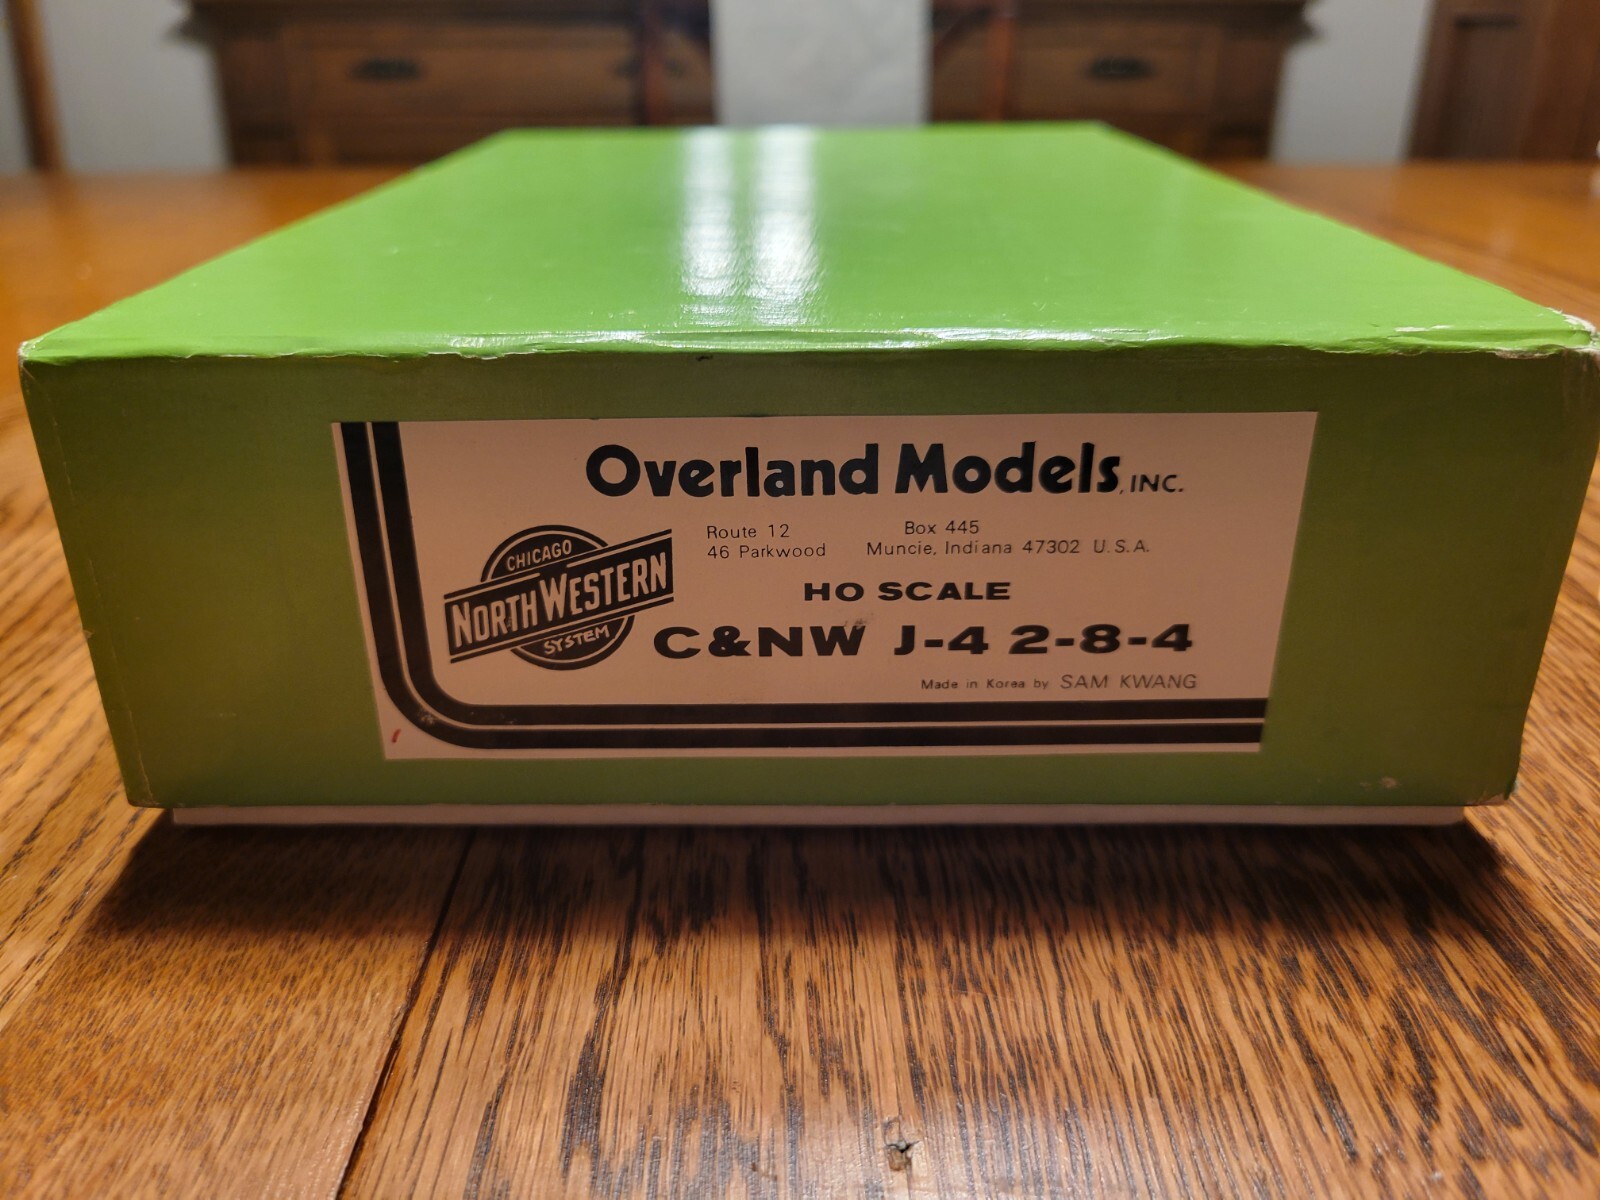 Overland Models, INC.
Route 12 Box 445
46 Parkwood Muncie, Indiana 47302 U.S.A.
CHICAGO
NORTH WESTERN
SYSTEM
HO SCALE
C&NW J-4 2-8-4
Made in Korea by SAM KWANG